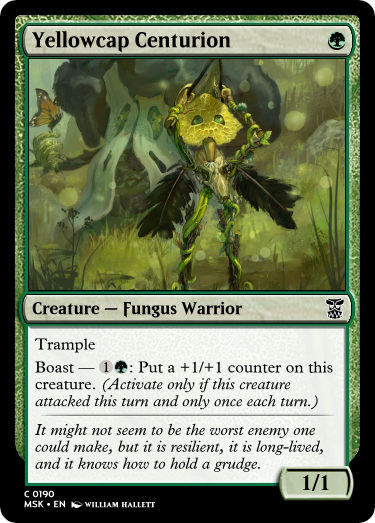 Yellowcap Centurion
Creature — Fungus Warrior
Trample
Boast — 1: Put a +1/+1 counter on this
creature. (Activate only if this creature
attacked this turn and only once each turn.)
It might not seem to be the worst enemy one
could make, but it is resilient, it is long-lived,
and it knows how to hold a grudge.
1/1
C 0190
MSK • EN WILLIAM HALLETT